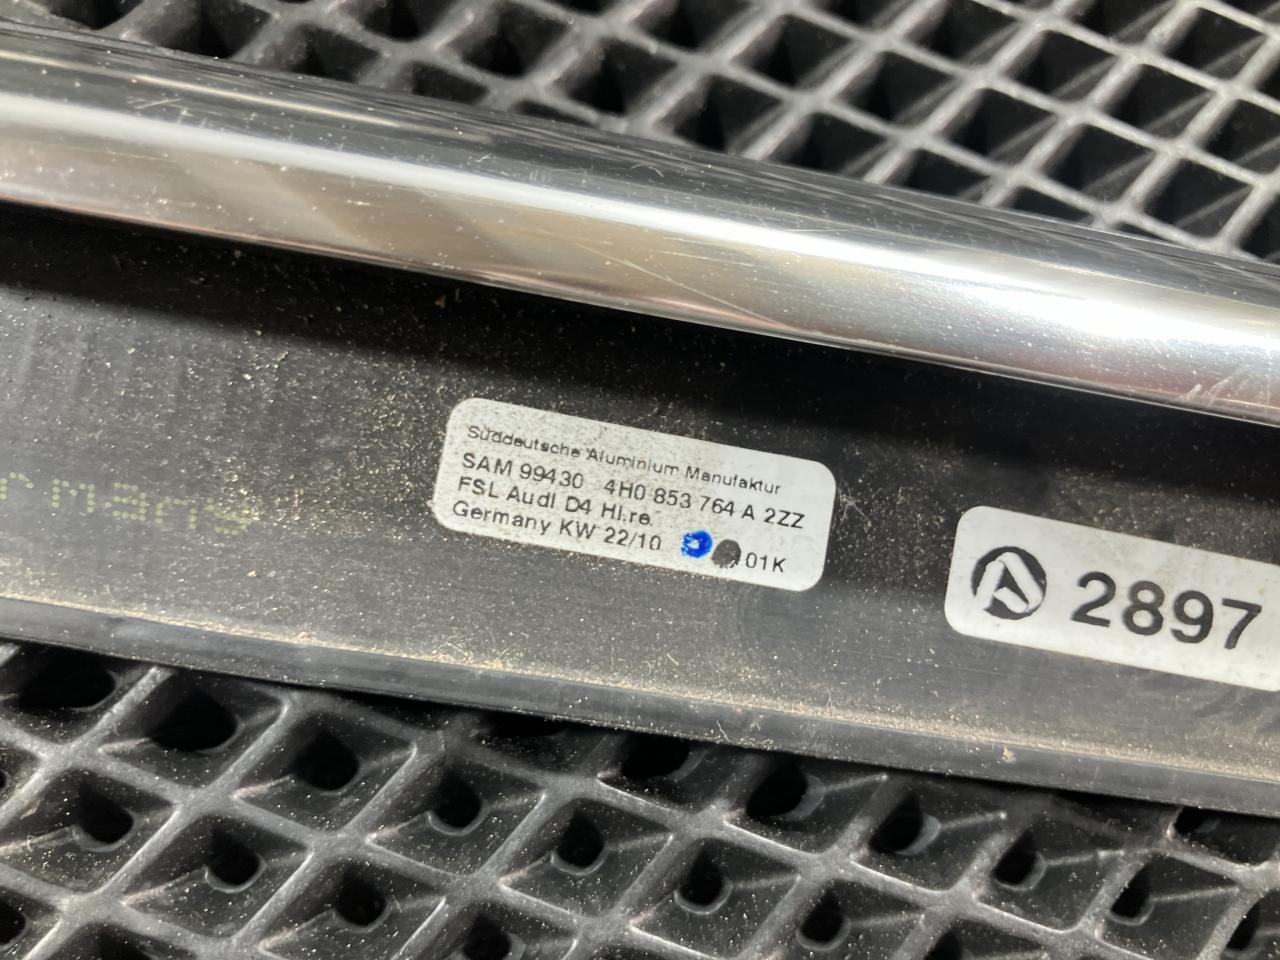 Süddeutsche Aluminium Manufaktur
SAM 99430 4H0 853 764 A 2ZZ
FSL Audi D4 HI.re.
Germany KW 22/10 01K
2897